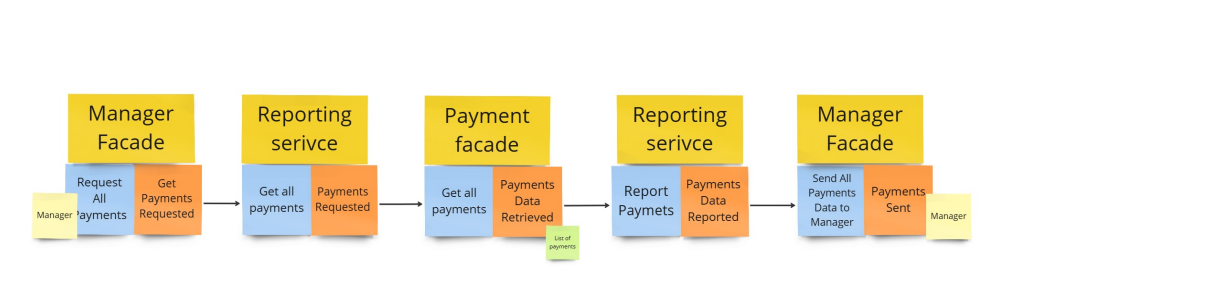 Manager
Facade
Request
All
Payments
Get
Payments
Requested
Manager
Reporting
serivce
Get all
payments
Payments
Requested
Payment
facade
Get all
payments
Payments
Data
Retrieved
List of
payments
Reporting
serivce
Report
Paymets
Payments
Data
Reported
Manager
Facade
Send All
Payments
Data to
Manager
Payments
Sent
Manager